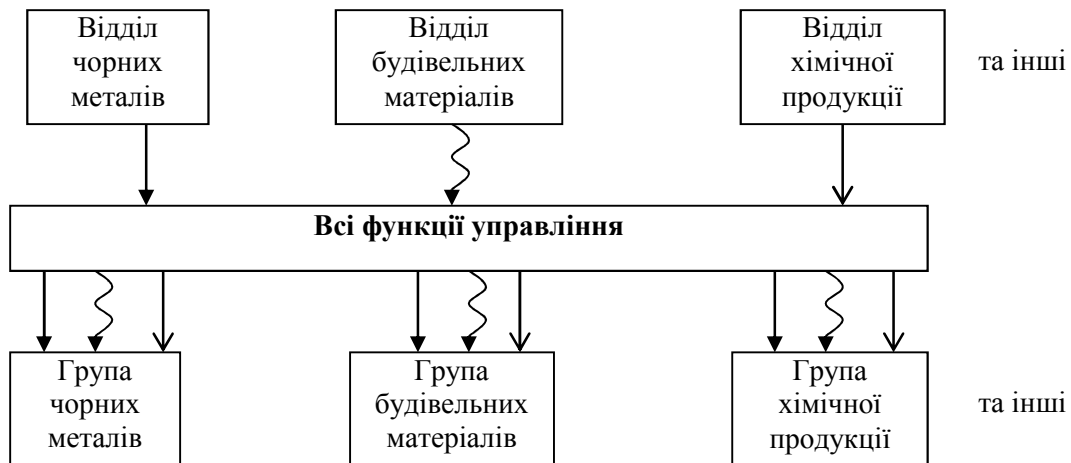 Відділ
чорних
металів
Відділ
будівельних
матеріалів
Відділ
хімічної
продукції
та інші
Всі функції управління
Група
чорних
металів
Група
будівельних
матеріалів
Група
хімічної
продукції
та інші